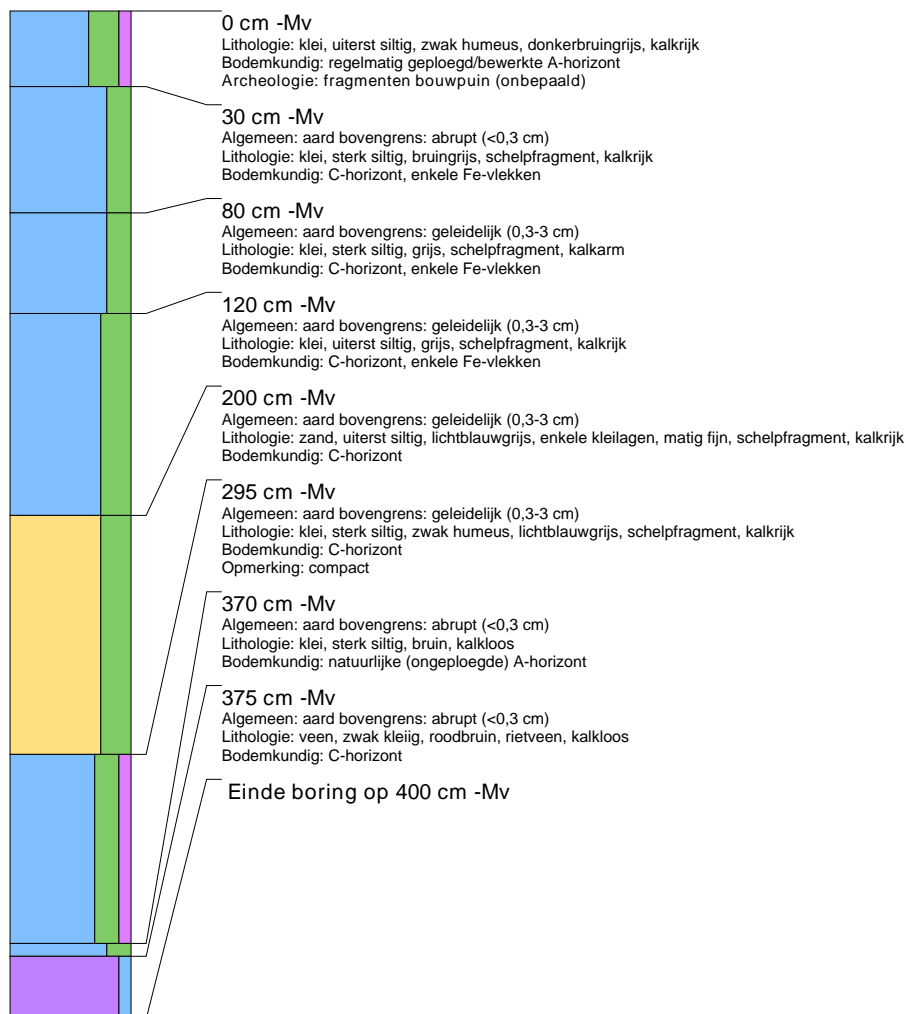 0 cm -Mv
Lithologie: klei, uiterst siltig, zwak humeus, donkerbruingrijs, kalkrijk
Bodemkundig: regelmatig geploegd/bewerkte A-horizont
Archeologie: fragmenten bouwpuin (onbepaald)
30 cm -Mv
Algemeen: aard bovengrens: abrupt (<0,3 cm)
Lithologie: klei, sterk siltig, bruingrijs, schelpfragment, kalkrijk
Bodemkundig: C-horizont, enkele Fe-vlekken
80 cm -Mv
Algemeen: aard bovengrens: geleidelijk (0,3-3 cm)
Lithologie: klei, sterk siltig, grijs, schelpfragment, kalkarm
Bodemkundig: C-horizont, enkele Fe-vlekken
120 cm -Mv
Algemeen: aard bovengrens: geleidelijk (0,3-3 cm)
Lithologie: klei, uiterst siltig, grijs, schelpfragment, kalkrijk
Bodemkundig: C-horizont, enkele Fe-vlekken
200 cm -Mv
Algemeen: aard bovengrens: geleidelijk (0,3-3 cm)
Lithologie: zand, uiterst siltig, lichtblauwgrijs, enkele kleilagen, matig fijn, schelpfragment, kalkrijk
Bodemkundig: C-horizont
295 cm -Mv
Algemeen: aard bovengrens: geleidelijk (0,3-3 cm)
Lithologie: klei, sterk siltig, zwak humeus, lichtblauwgrijs, schelpfragment, kalkrijk
Bodemkundig: C-horizont
Opmerking: compact
370 cm -Mv
Algemeen: aard bovengrens: abrupt (<0,3 cm)
Lithologie: klei, sterk siltig, bruin, kalkloos
Bodemkundig: natuurlijke (ongeploegde) A-horizont
375 cm -Mv
Algemeen: aard bovengrens: abrupt (<0,3 cm)
Lithologie: veen, zwak kleiig, roodbruin, rietveen, kalkloos
Bodemkundig: C-horizont
Einde boring op 400 cm -Mv